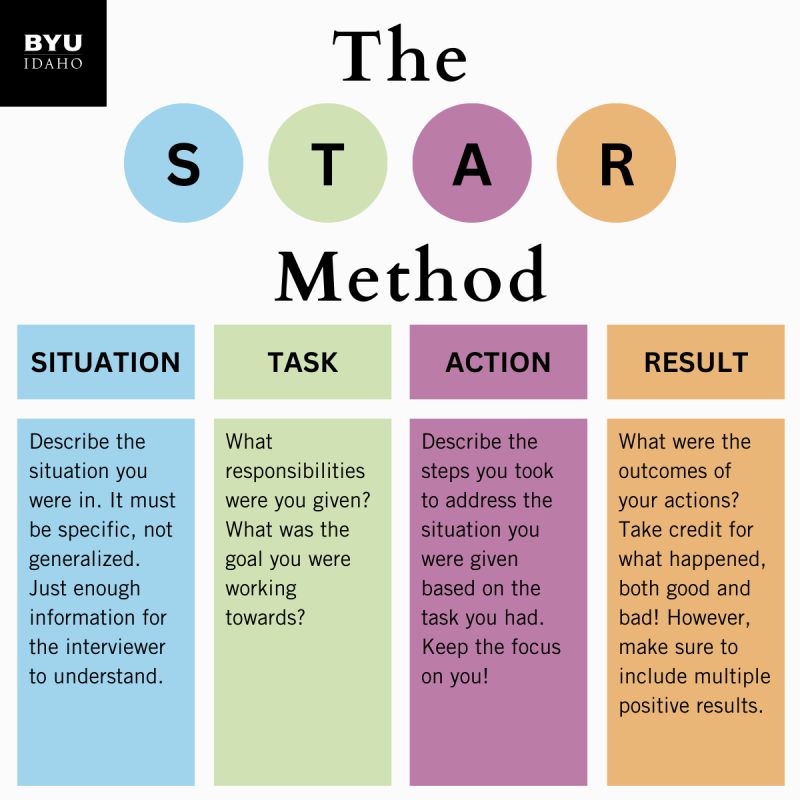 BYU
IDAHO
The
S T A R
Method
SITUATION
Describe the
situation you
were in. It must
be specific, not
generalized.
Just enough
information for
the interviewer
to understand.
TASK
What
responsibilities
were you given?
What was the
goal you were
working
towards?
ACTION
Describe the
steps you took
to address the
situation you
were given
based on the
task you had.
Keep the focus
on you!
RESULT
What were the
outcomes of
your actions?
Take credit for
what happened,
both good and
bad! However,
make sure to
include multiple
positive results.